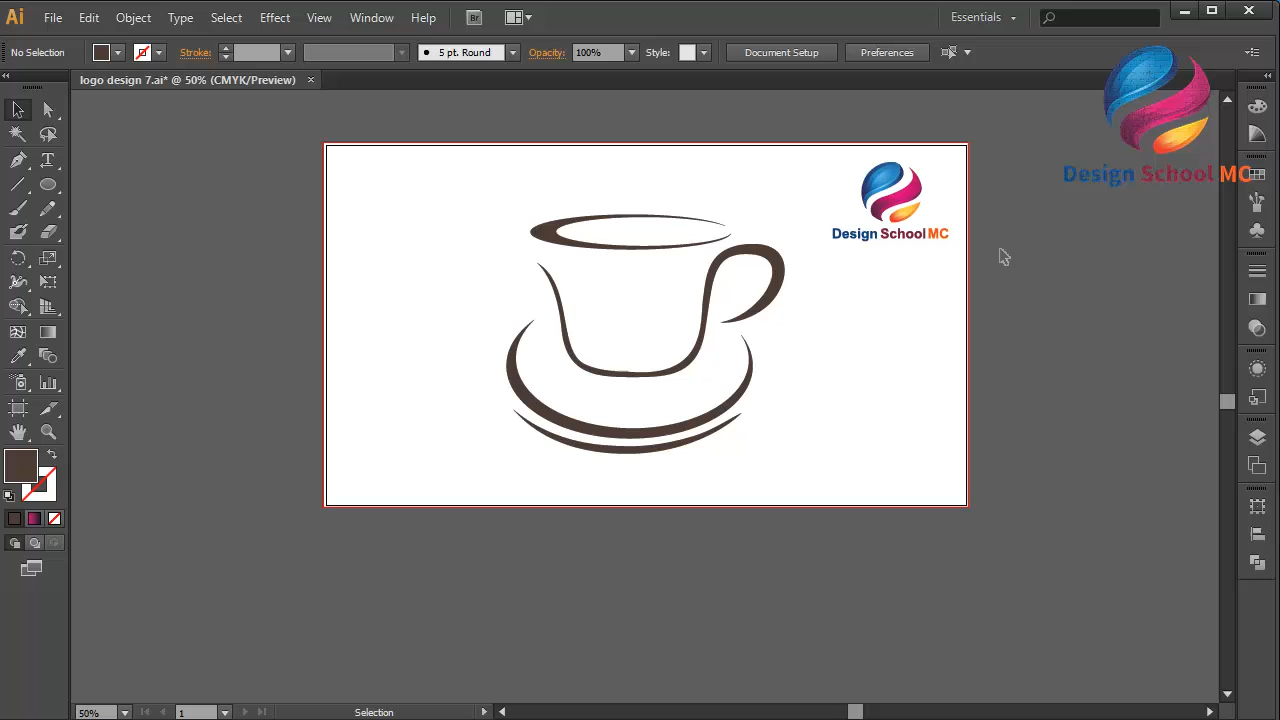 Ai File Edit Object Type Select Effect View Window Help Br Essentials
No Selection Stroke: 5 pt. Round Opacity: 100% Style: Document Setup Preferences
logo design 7.ai* @ 50% (CMYK/Preview) ×
Design School MC
Design School MC
50% 1 Selection